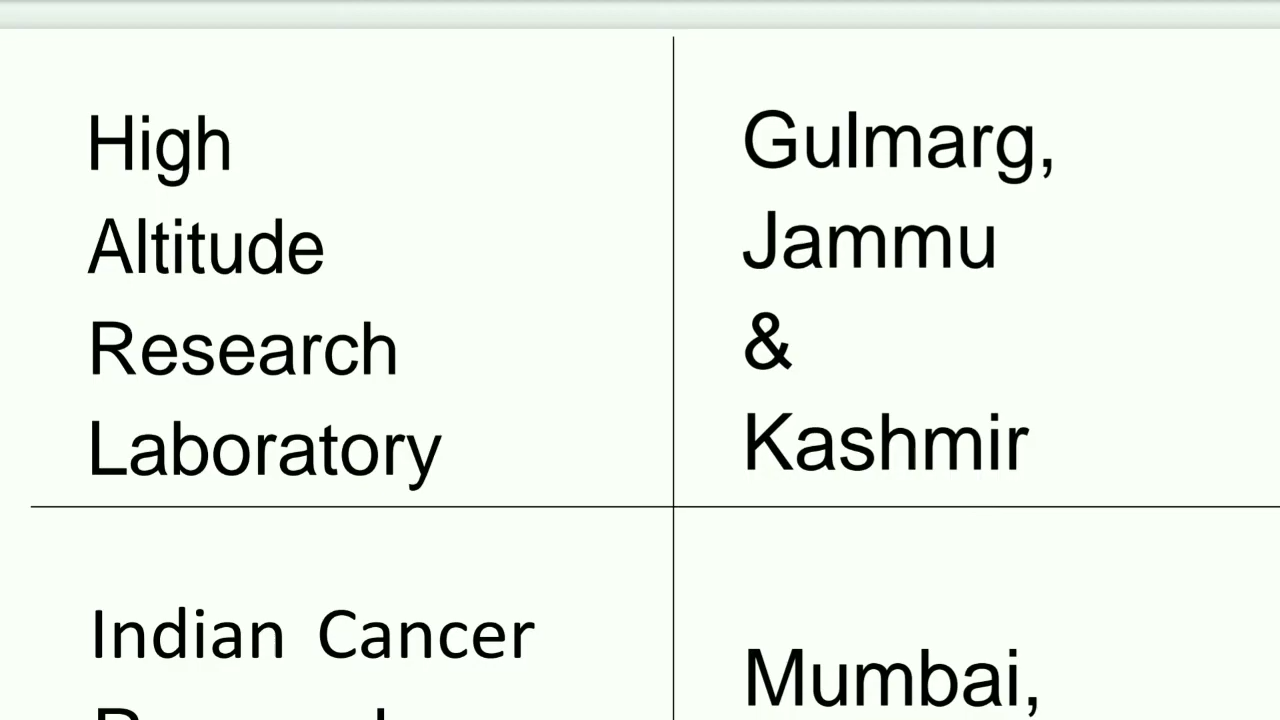 High
Altitude
Research
Laboratory
Gulmarg,
Jammu
&
Kashmir
Indian Cancer
Mumbai,